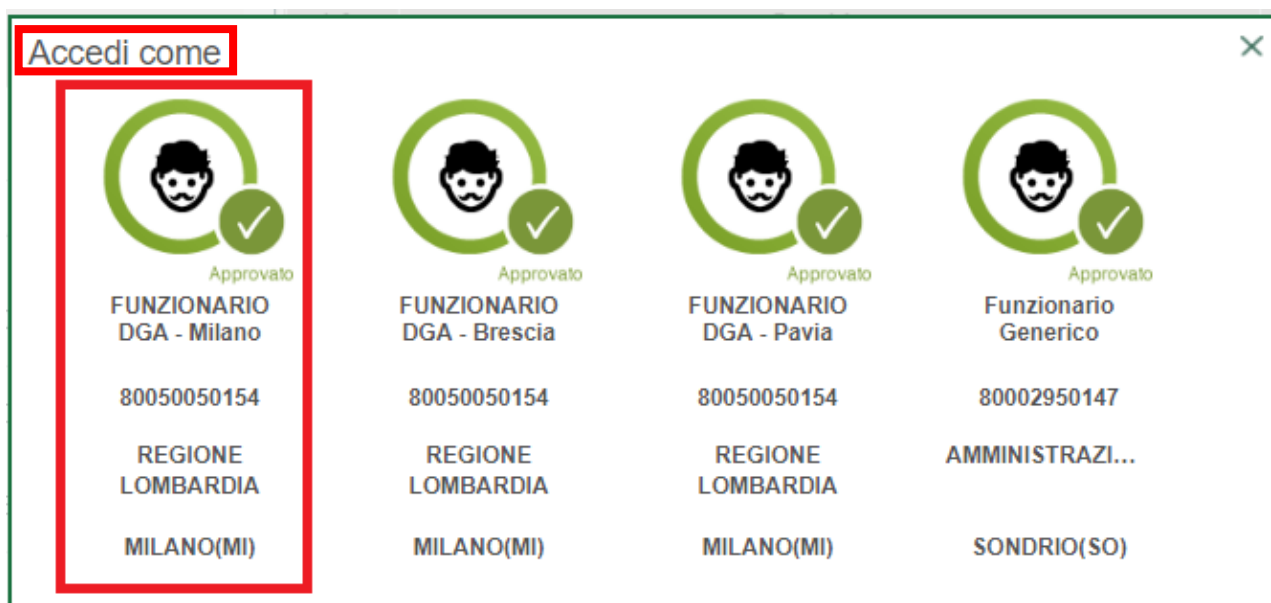 Accedi come
Approvato
FUNZIONARIO
DGA - Milano
80050050154
REGIONE
LOMBARDIA
MILANO(MI)
Approvato
FUNZIONARIO
DGA - Brescia
80050050154
REGIONE
LOMBARDIA
MILANO(MI)
Approvato
FUNZIONARIO
DGA - Pavia
80050050154
REGIONE
LOMBARDIA
MILANO(MI)
Approvato
Funzionario
Generico
80002950147
AMMINISTRAZI...
SONDRIO(SO)